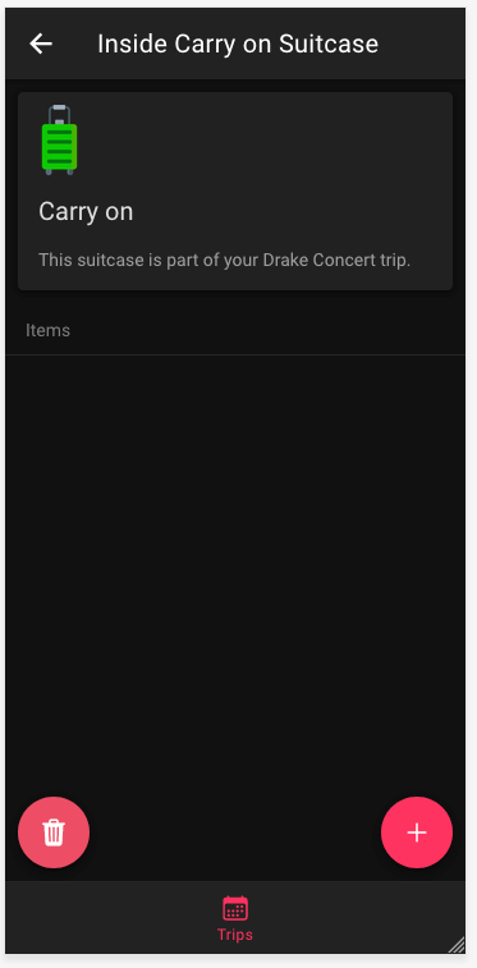 Inside Carry on Suitcase
Carry on
This suitcase is part of your Drake Concert trip.
Items
Trips